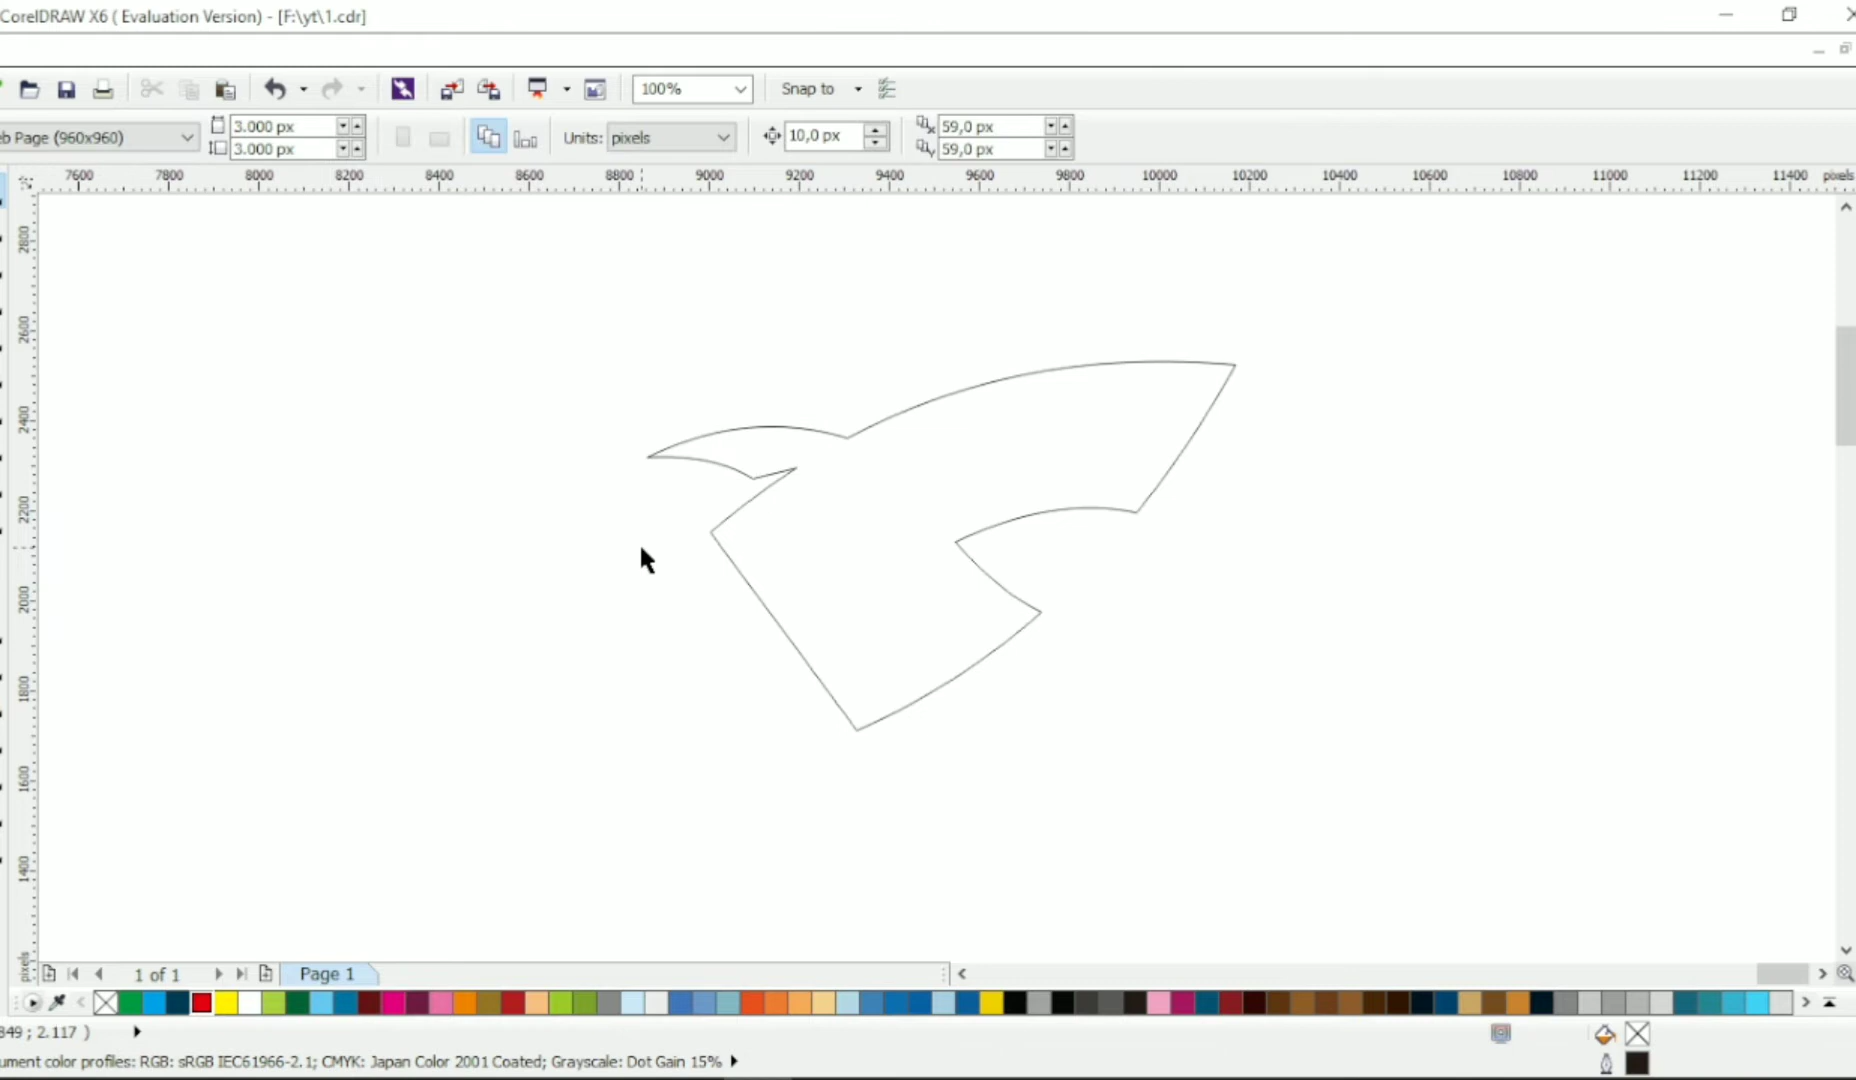 CorelDRAW X6 ( Evaluation Version) - [F:\yt\1.cdr]
100% Snap to
b Page (960x960) 3.000 px 3.000 px Units: pixels 10,0 px 59,0 px 59,0 px
7600 7800 8000 8200 8400 8600 8800 9000 9200 9400 9600 9800 10000 10200 10400 10600 10800 11000 11200 11400 pixels
2800
2600
2400
2200
2000
1800
1600
1400
pixels
1 of 1 Page 1
849 ; 2.117 )
ument color profiles: RGB: sRGB IEC61966-2.1; CMYK: Japan Color 2001 Coated; Grayscale: Dot Gain 15%